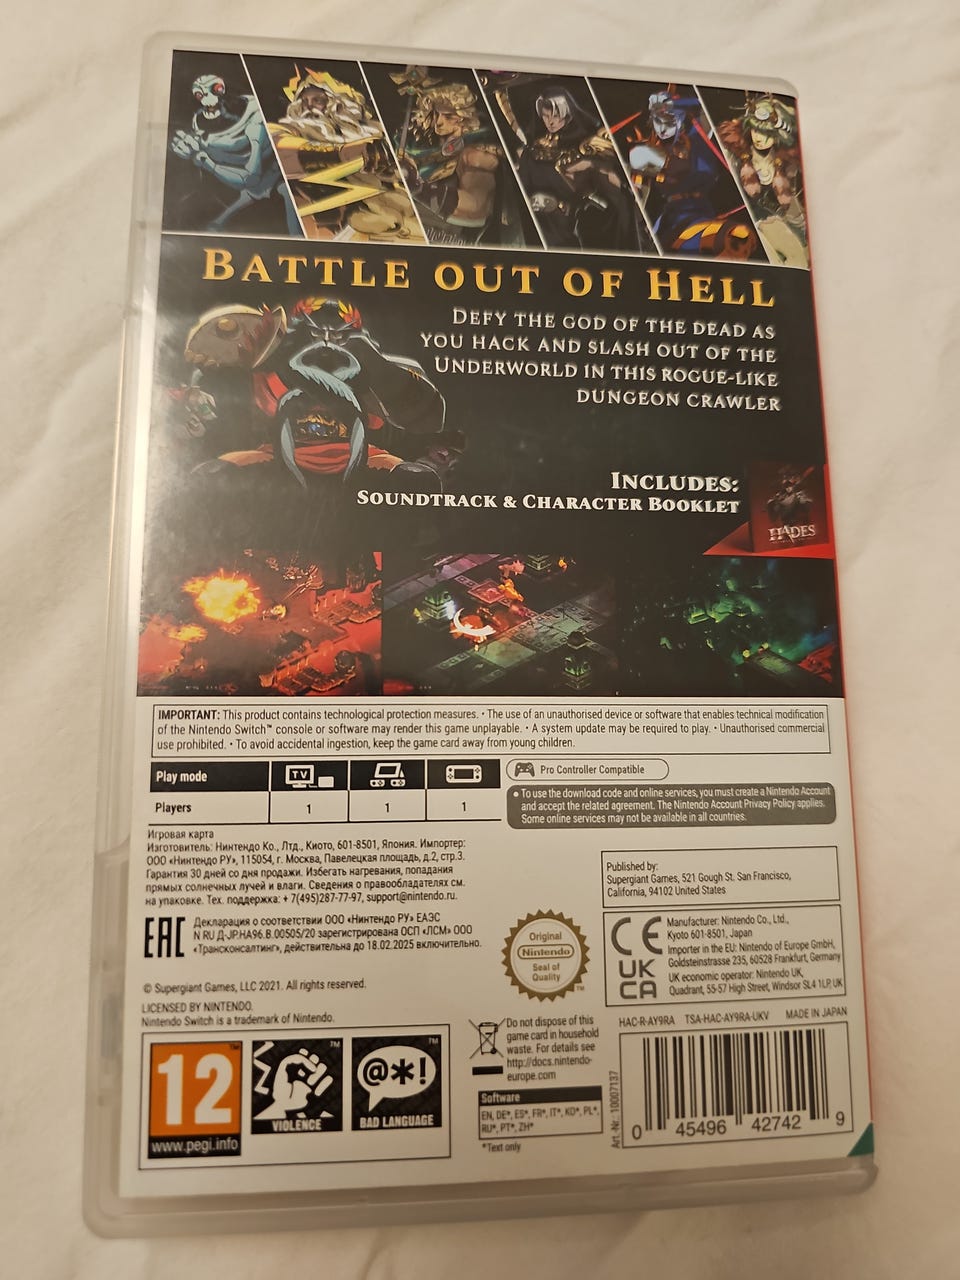 BATTLE OUT OF HELL
DEFY THE GOD OF THE DEAD AS
YOU HACK AND SLASH OUT OF THE
UNDERWORLD IN THIS ROGUE-LIKE
DUNGEON CRAWLER
INCLUDES:
SOUNDTRACK & CHARACTER BOOKLET
HADES
IMPORTANT: This product contains technological protection measures. • The use of an unauthorised device or software that enables technical modification
of the Nintendo Switch™ console or software may render this game unplayable. • A system update may be required to play. • Unauthorised commercial
use prohibited. • To avoid accidental ingestion, keep the game card away from young children.
Play mode
TV
Players 1 1 1
Pro Controller Compatible
• To use the download code and online services, you must create a Nintendo Account
and accept the related agreement. The Nintendo Account Privacy Policy applies.
Some online services may not be available in all countries.
Игровая карта
Изготовитель: Нинтендо Ко., Лтд., Киото, 601-8501, Япония. Импортер:
ООО «Нинтендо РУ», 115054, г. Москва, Павелецкая площадь, д.2, стр.3.
Гарантия 30 дней со дня продажи. Избегать нагревания, попадания
прямых солнечных лучей и влаги. Сведения о правообладателях см.
на упаковке. Тех. поддержка: + 7(495)287-77-97, support@nintendo.ru.
EAC
Декларация о соответствии ООО «Нинтендо РУ» ЕАЭС
N RU Д-JP.HA96.B.00505/20 зарегистрирована ОСП «ЛСМ» ООО
«Трансконсалтинг», действительна до 18.02.2025 включительно.
© Supergiant Games, LLC 2021. All rights reserved.
LICENSED BY NINTENDO.
Nintendo Switch is a trademark of Nintendo.
Original
Nintendo
Seal of
Quality
TM
Published by:
Supergiant Games, 521 Gough St. San Francisco,
California, 94102 United States
CE
UK
CA
Manufacturer: Nintendo Co., Ltd.,
Kyoto 601-8501, Japan
Importer in the EU: Nintendo of Europe GmbH,
Goldsteinstrasse 235, 60528 Frankfurt, Germany
UK economic operator: Nintendo UK,
Quadrant, 55-57 High Street, Windsor SL4 1LP, UK
HAC-R-AY9RA TSA-HAC-AY9RA-UKV MADE IN JAPAN
12
TM
www.pegi.info
TM
VIOLENCE
@*!
TM
BAD LANGUAGE
Do not dispose of this
game card in household
waste. For details see
http://docs.nintendo-
europe.com
Software
EN, DE*, ES*, FR*, IT*, KO*, PL*,
RU*, PT*, ZH*
*Text only
Art.-Nr.: 10007137
0 45496 42742 9